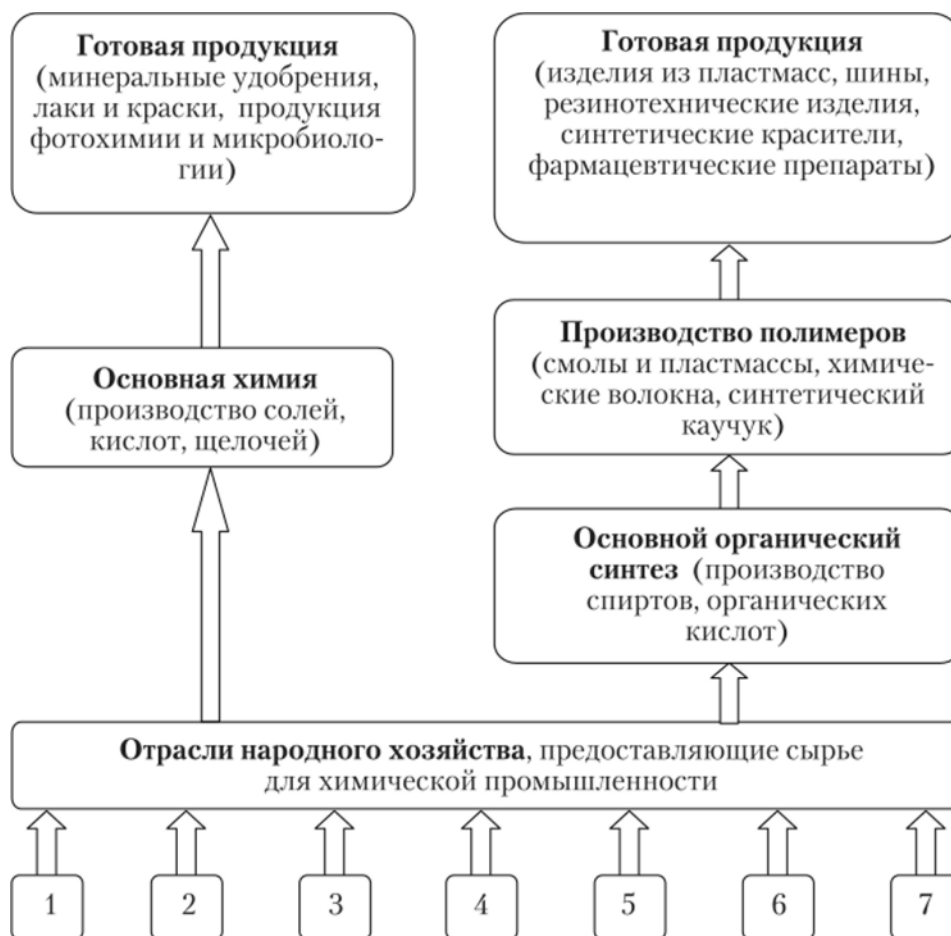 Готовая продукция
(минеральные удобрения,
лаки и краски, продукция
фотохимии и микробиоло-
гии)
Готовая продукция
(изделия из пластмасс, шины,
резинотехнические изделия,
синтетические красители,
фармацевтические препараты)
Производство полимеров
(смолы и пластмассы, химиче-
ские волокна, синтетический
каучук)
Основная химия
(производство солей,
кислот, щелочей)
Основной органический
синтез (производство
спиртов, органических
кислот)
Отрасли народного хозяйства, предоставляющие сырье
для химической промышленности
1 2 3 4 5 6 7